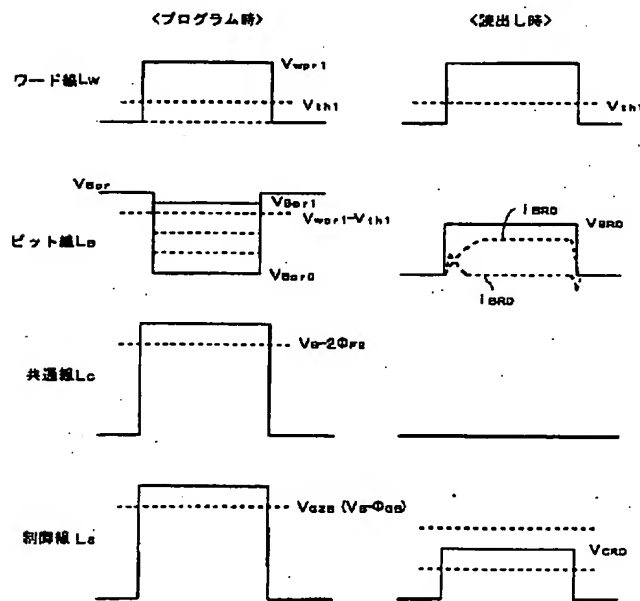 <プログラム時>
<読出し時>
ワード線LW
Vwpr1
Vth1
Vth1
ビット線LB
VBpr
VBpr1
Vwpr1-Vth1
VBpr0
iBRD
VBRD
iBRD
共通線LC
VB-2ΦFB
制御線LS
VGZB (VB-ΦGB)
VCRD